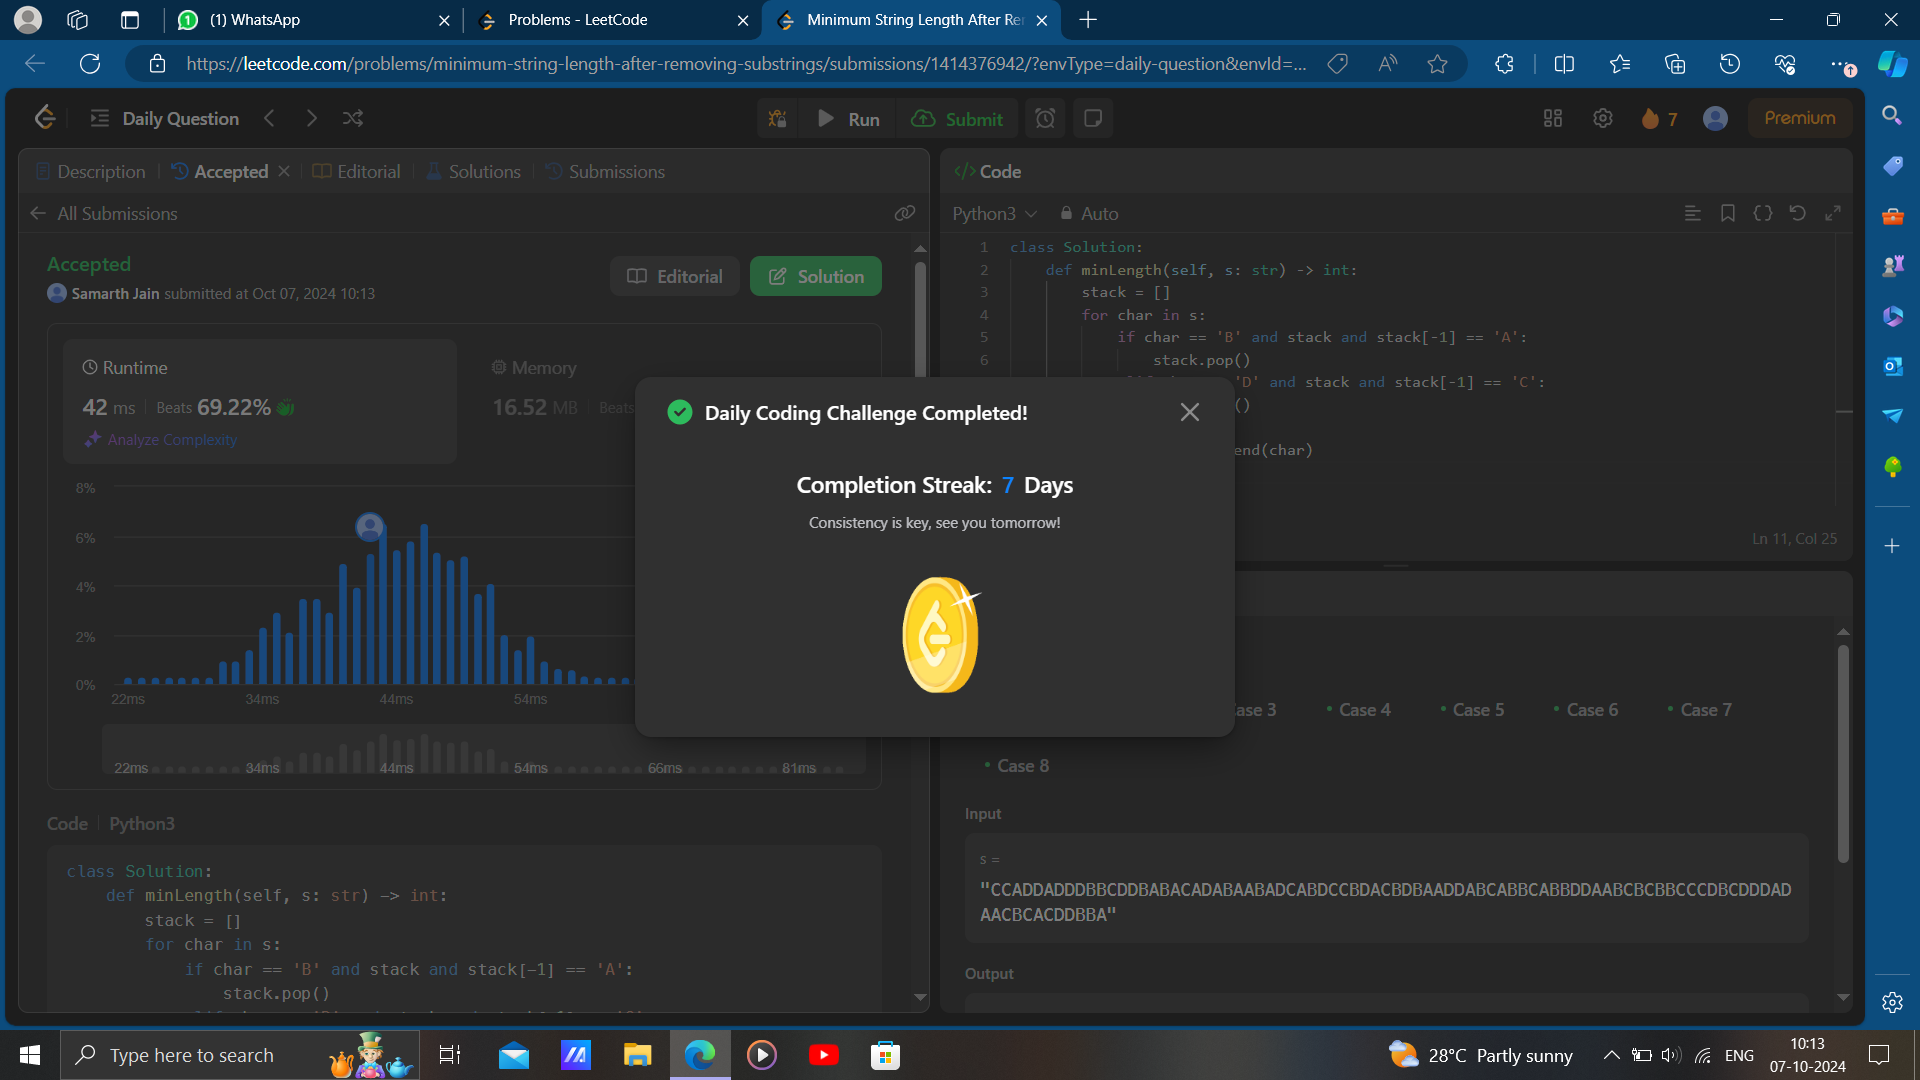 (1) WhatsApp
Problems - LeetCode
Minimum String Length After Re
https://leetcode.com/problems/minimum-string-length-after-removing-substrings/submissions/1414376942/?envType=daily-question&envId=...
Daily Question
Run
Submit
7
Premium
Description
Accepted
Editorial
Solutions
Submissions
All Submissions
Accepted
Samarth Jain submitted at Oct 07, 2024 10:13
Editorial
Solution
Runtime
42 ms
Beats 69.22%
Analyze Complexity
Memory
16.52 MB
Beats
8%
6%
4%
2%
0%
22ms
34ms
44ms
54ms
22ms
34ms
44ms
54ms
66ms
81ms
Code
Python3
class Solution:
def minLength(self, s: str) -> int:
stack = []
for char in s:
if char == 'B' and stack and stack[-1] == 'A':
stack.pop()
Daily Coding Challenge Completed!
Completion Streak: 7 Days
Consistency is key, see you tomorrow!
Code
Python3
Auto
1 class Solution:
2 def minLength(self, s: str) -> int:
3 stack = []
4 for char in s:
5 if char == 'B' and stack and stack[-1] == 'A':
6 stack.pop()
'D' and stack and stack[-1] == 'C':
()
end(char)
Ln 11, Col 25
ase 3
Case 4
Case 5
Case 6
Case 7
Case 8
Input
s =
"CCADDADDDBBCDDBABACADABAABADCABDCCBDACBDBAADDABCABBCABBDDAABCBCBBCCCDBCDDDAD
AACBCACDDBBA"
Output
Type here to search
28°C Partly sunny
ENG
10:13
07-10-2024